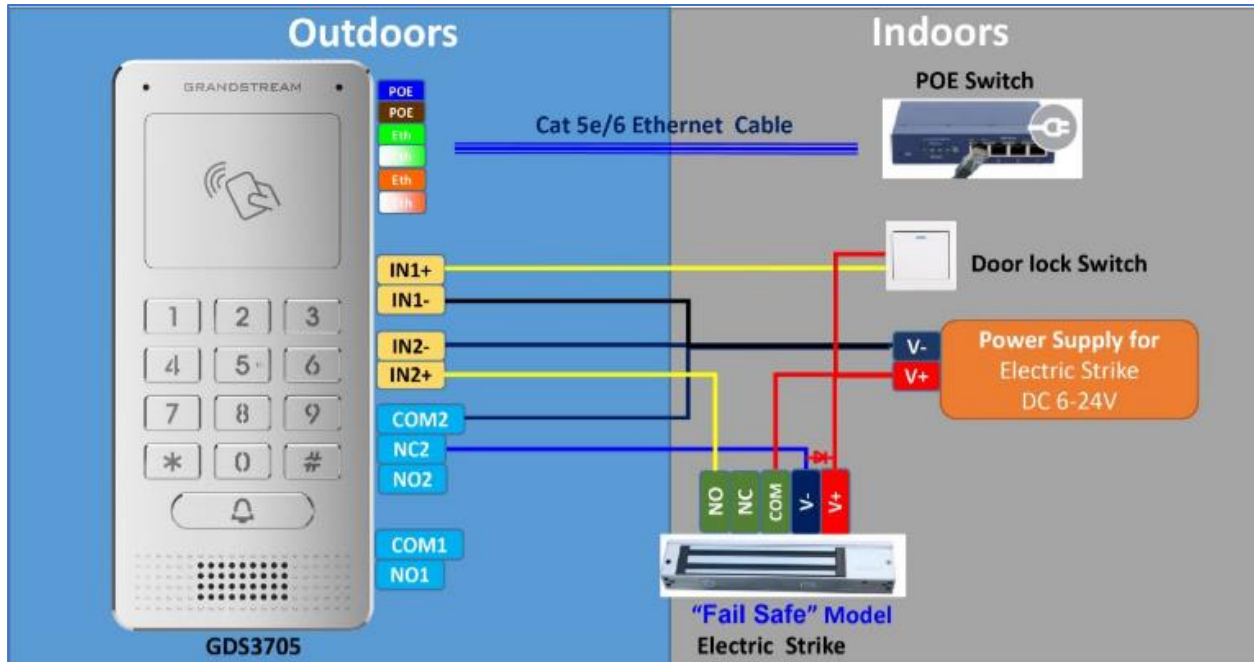 Outdoors
Indoors
GRANDSTREAM
POE
POE
Eth
Eth
Eth
Eth
Cat 5e/6 Ethernet Cable
POE Switch
IN1+
IN1-
IN2-
IN2+
COM2
NC2
NO2
COM1
NO1
1 2 3
4 5 6
7 8 9
* 0 #
Door lock Switch
V-
V+
Power Supply for
Electric Strike
DC 6-24V
NO
NC
COM
V-
V+
"Fail Safe" Model
Electric Strike
GDS3705